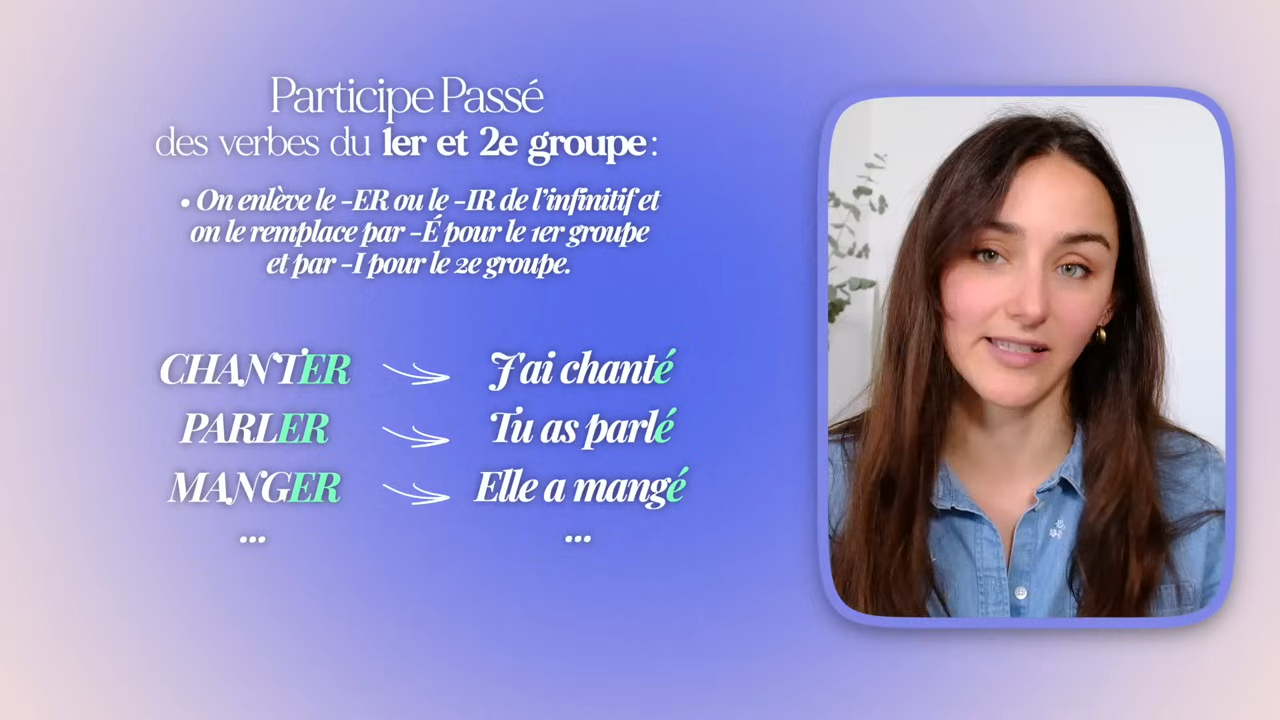 Participe Passé
des verbes du 1er et 2e groupe :
• On enlève le -ER ou le -IR de l'infinitif et
on le remplace par -É pour le 1er groupe
et par -I pour le 2e groupe.
CHANTER J'ai chanté
PARLER Tu as parlé
MANGER Elle a mangé
... ...